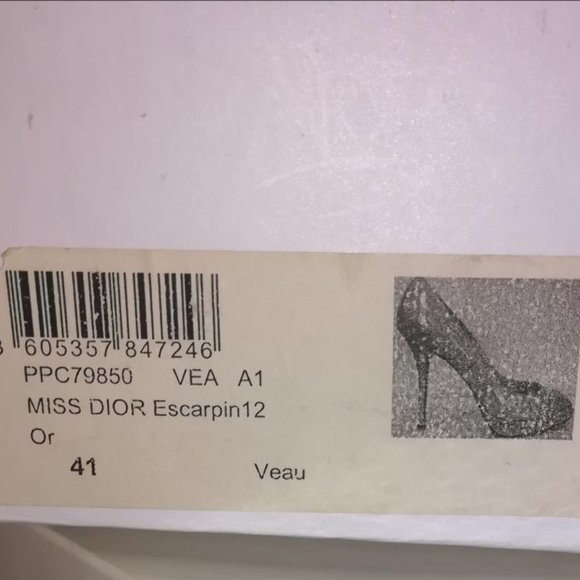 3 605357 847246
PPC79850 VEA A1
MISS DIOR Escarpin12
Or
41 Veau